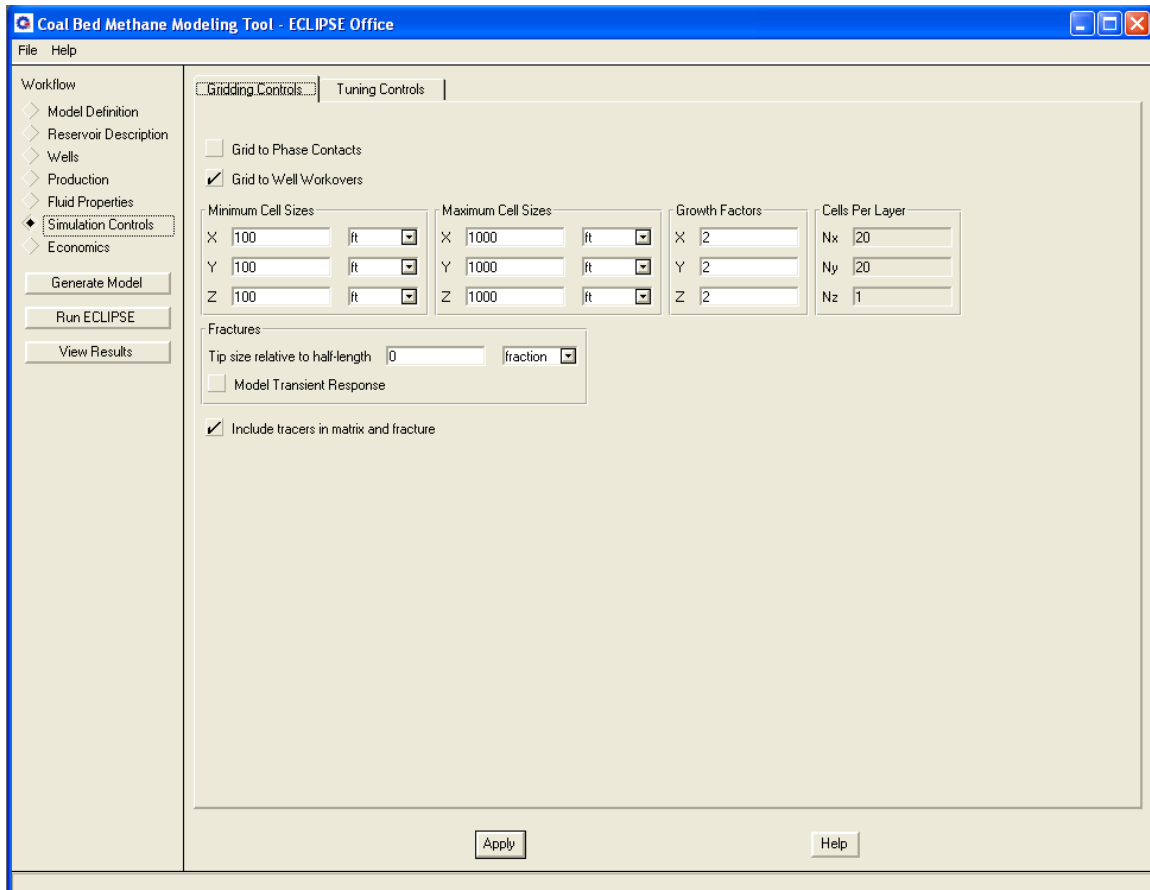 Coal Bed Methane Modeling Tool - ECLIPSE Office
File Help
Workflow
Model Definition
Reservoir Description
Wells
Production
Fluid Properties
Simulation Controls
Economics
Generate Model
Run ECLIPSE
View Results
Gridding Controls Tuning Controls
Grid to Phase Contacts
Grid to Well Workovers
Minimum Cell Sizes Maximum Cell Sizes Growth Factors Cells Per Layer
X 100 ft X 1000 ft X 2 Nx 20
Y 100 ft Y 1000 ft Y 2 Ny 20
Z 100 ft Z 1000 ft Z 2 Nz 1
Fractures
Tip size relative to half-length 0 fraction
Model Transient Response
Include tracers in matrix and fracture
Apply Help